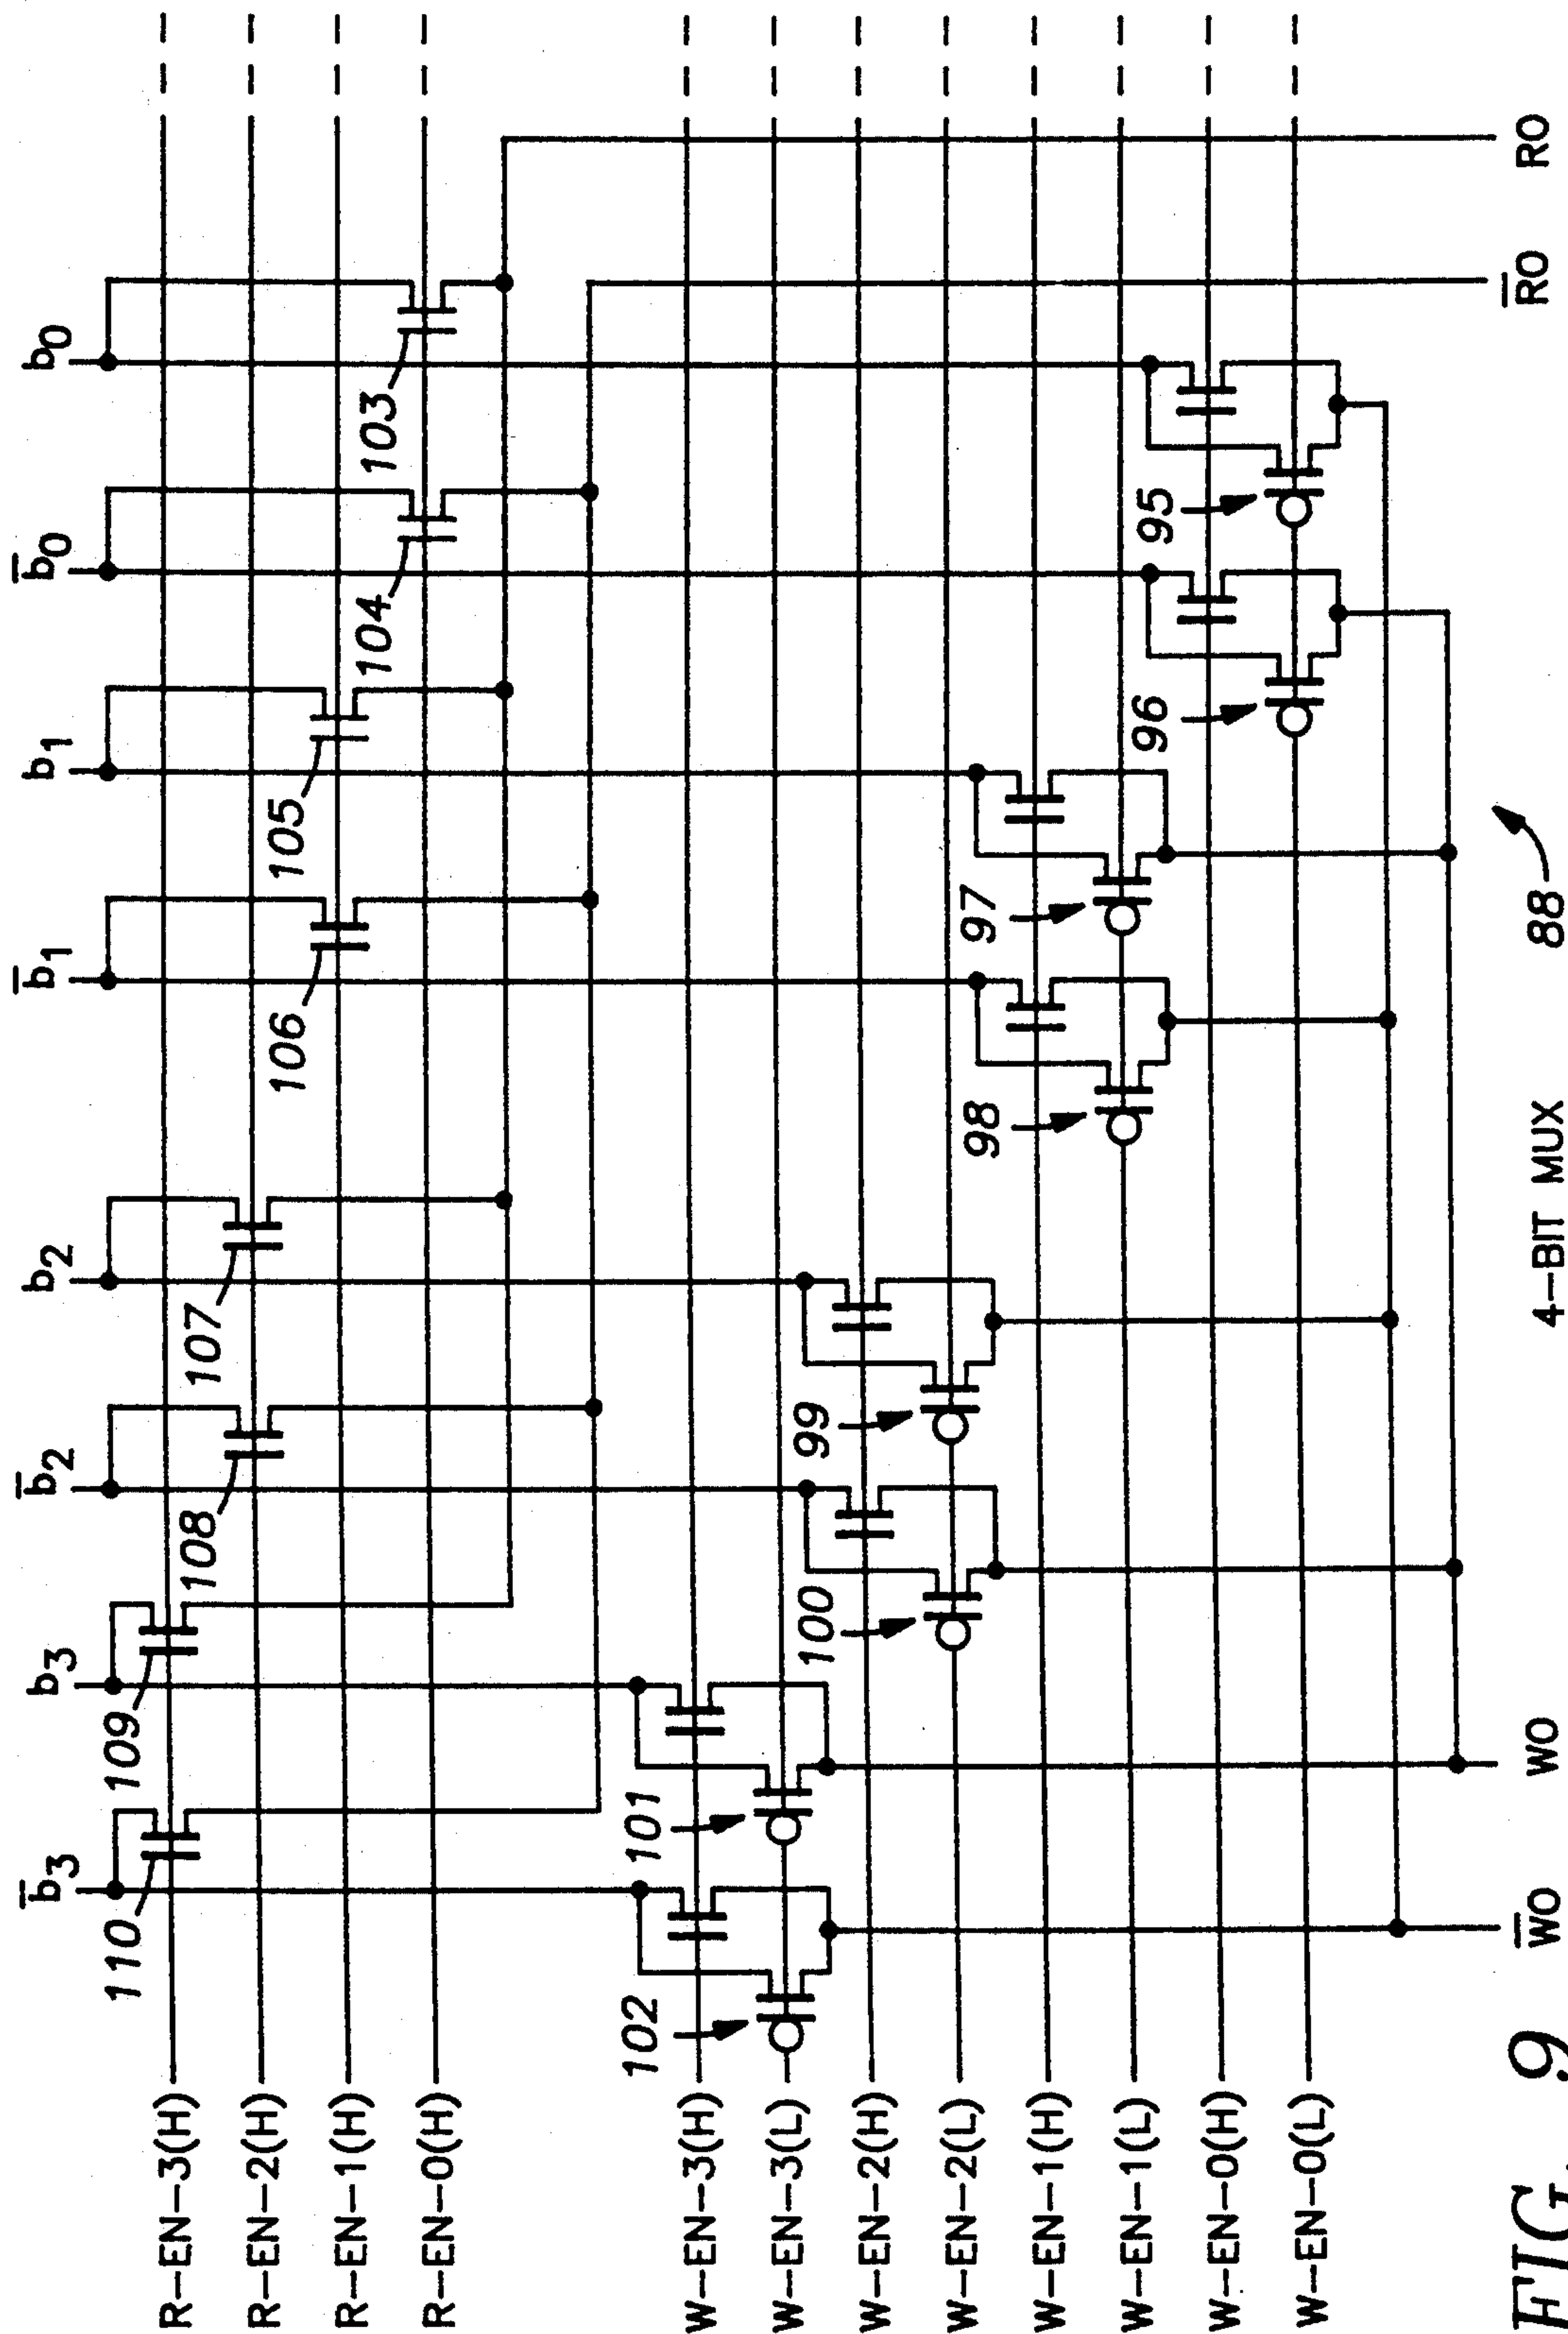 b̅3 b3 b̅2 b2 b̅1 b1 b̅0 b0
110 109 108 107 106 105 104 103
R-EN-3(H)
R-EN-2(H)
R-EN-1(H)
R-EN-0(H)
W-EN-3(H)
W-EN-3(L)
W-EN-2(H)
W-EN-2(L)
W-EN-1(H)
W-EN-1(L)
W-EN-0(H)
W-EN-0(L)
102 101 100 99 98 97 96 95
W̅O WO 4-BIT MUX 88 R̅O RO
FIG. 9